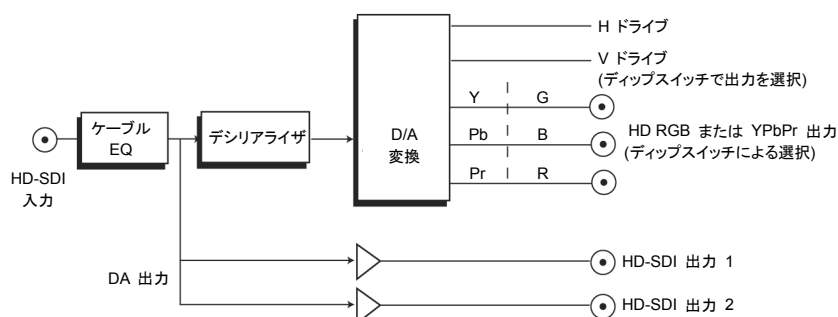 H ドライブ
V ドライブ
(ディップスイッチで出力を選択)
Y
G
ケーブル
EQ
デシリアライザ
D/A
変換
Pb
B
HD RGB または YPbPr 出力
(ディップスイッチによる選択)
Pr
R
HD-SDI
入力
DA 出力
HD-SDI 出力 1
HD-SDI 出力 2